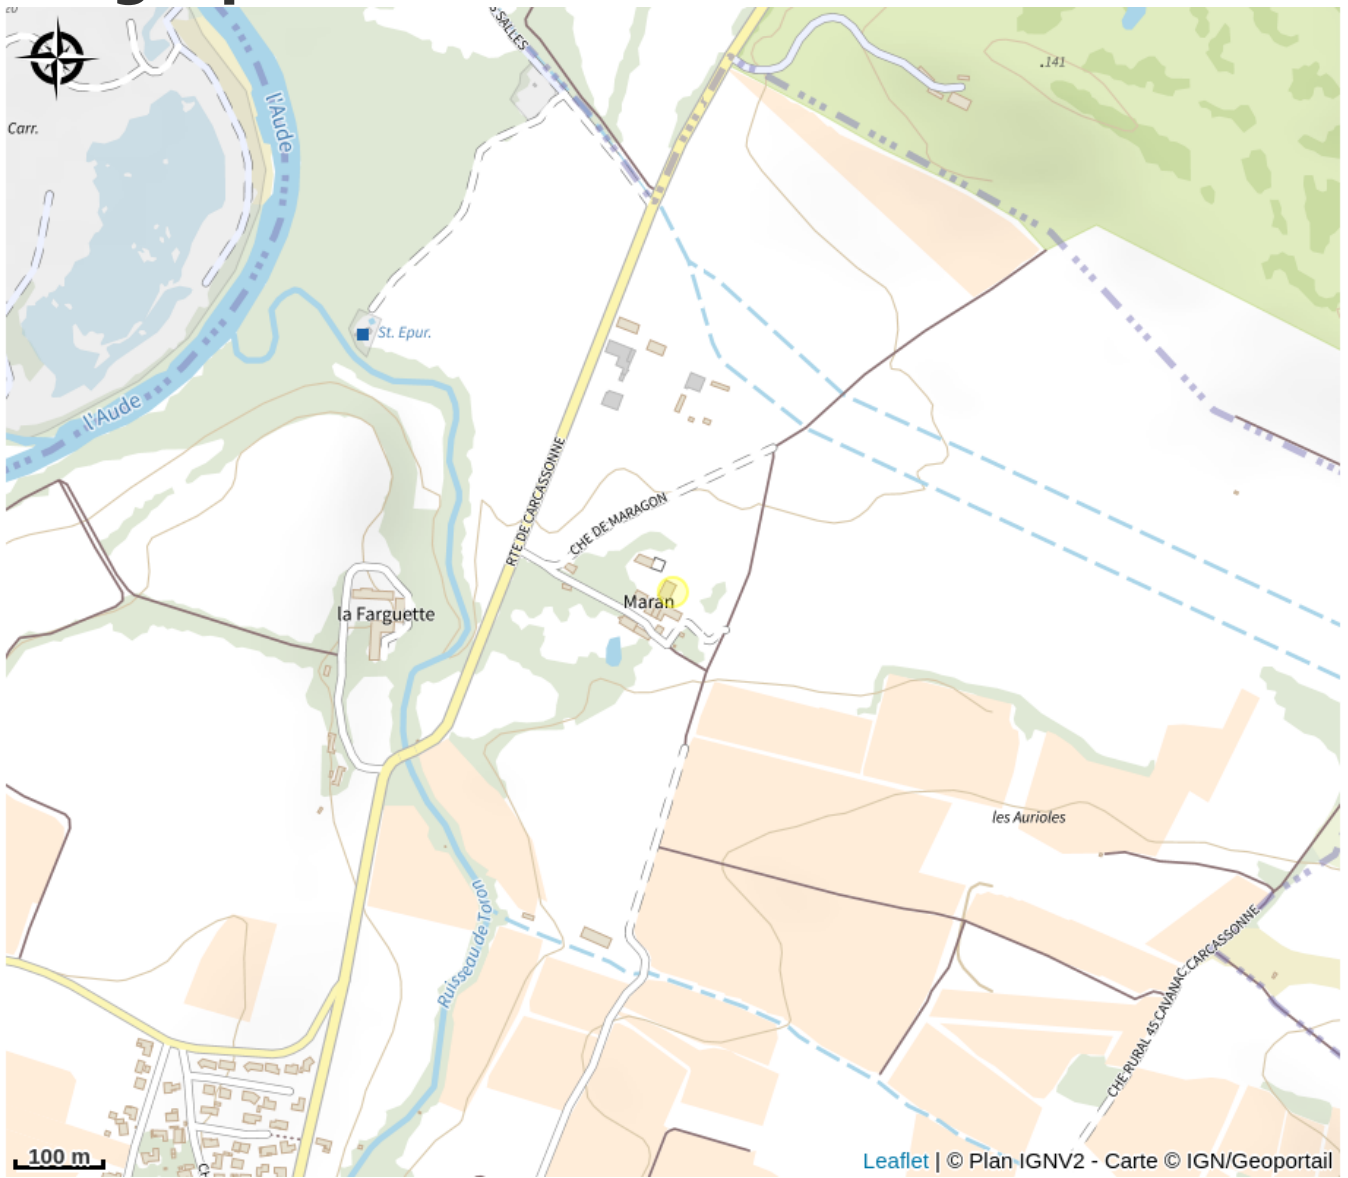 S SALLES
.141
l'Aude
Carr.
St. Epur.
l'Aude
RTE DE CARCASSONNE
CHE DE MARAGON
Maran
la Farguette
les Aurioles
Ruisseau de Toron
CHE RURAL 45 CAVANAC CARCASSONNE
100 m
Leaflet | © Plan IGNV2 - Carte © IGN/Geoportail